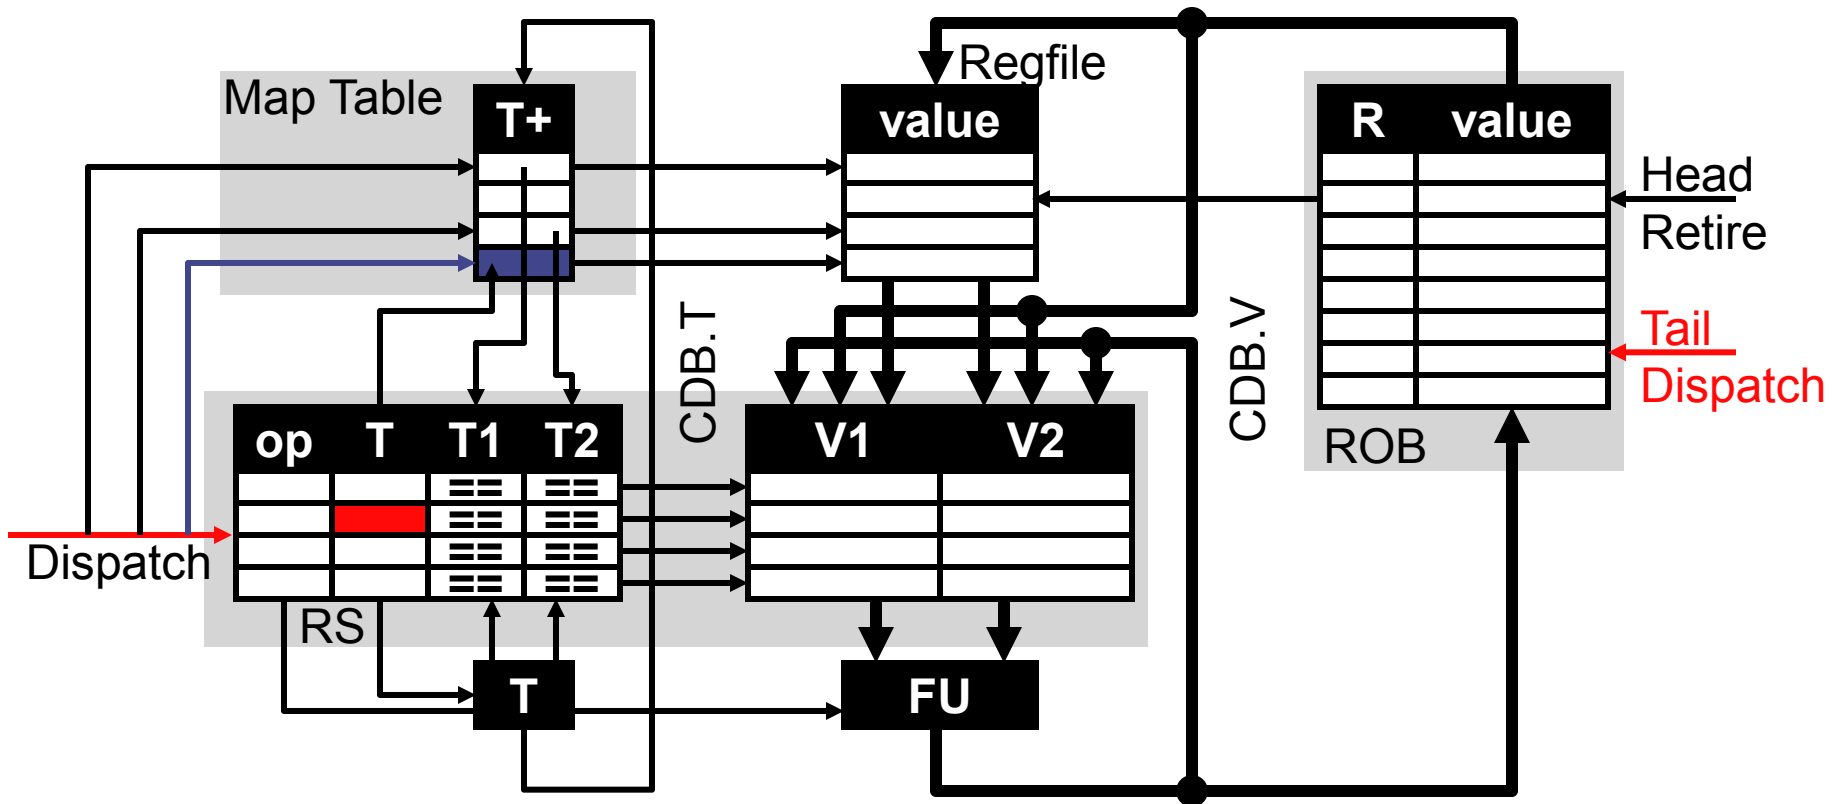 Regfile
Map Table
T+
value
R value
Head
Retire
CDB.T
CDB.V
Tail
Dispatch
op T T1 T2
V1 V2
ROB
== ==
== ==
== ==
== ==
Dispatch
RS
T
FU